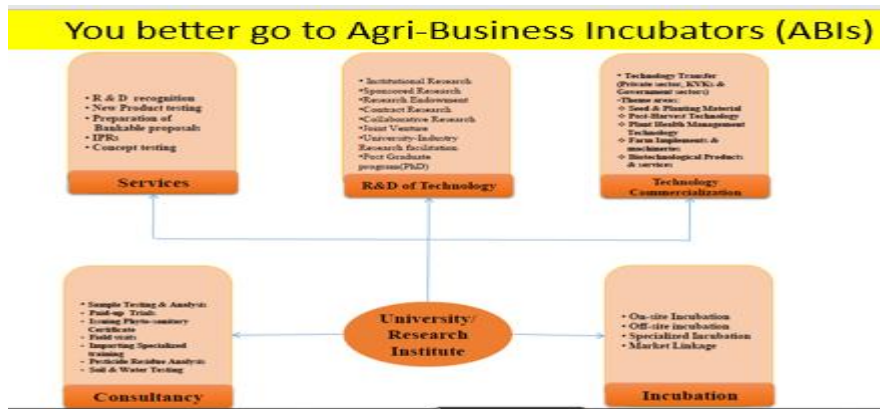 You better go to Agri-Business Incubators (ABIs)
• R & D recognition
• New Product testing
• Preparation of
Bankable proposals
• IPRs
• Concept testing
Services
• Institutional Research
•Sponsored Research
•Research Endowment
•Contract Research
•Collaborative Research
•Joint Venture
•University-Industry
Research facilitation
•Post Graduate
program(PhD)
R&D of Technology
• Technology Transfer
(Private sector, KVKs &
Government sectors)
-Theme areas:
❖ Seed & Planting Material
❖ Post-Harvest Technology
❖ Plant Health Management
Technology
❖ Farm Implements &
machineries
❖ Biotechnological Products
& services
Technology
Commercialization
• Sample Testing & Analysis
- Paid-up Trials
- Issuing Phyto-sanitary
Certificate
- Field visits
- Imparting Specialized
training
- Pesticide Residue Analysis
- Soil & Water Testing
Consultancy
University/
Research
Institute
• On-site Incubation
• Off-site incubation
• Specialized Incubation
• Market Linkage
Incubation